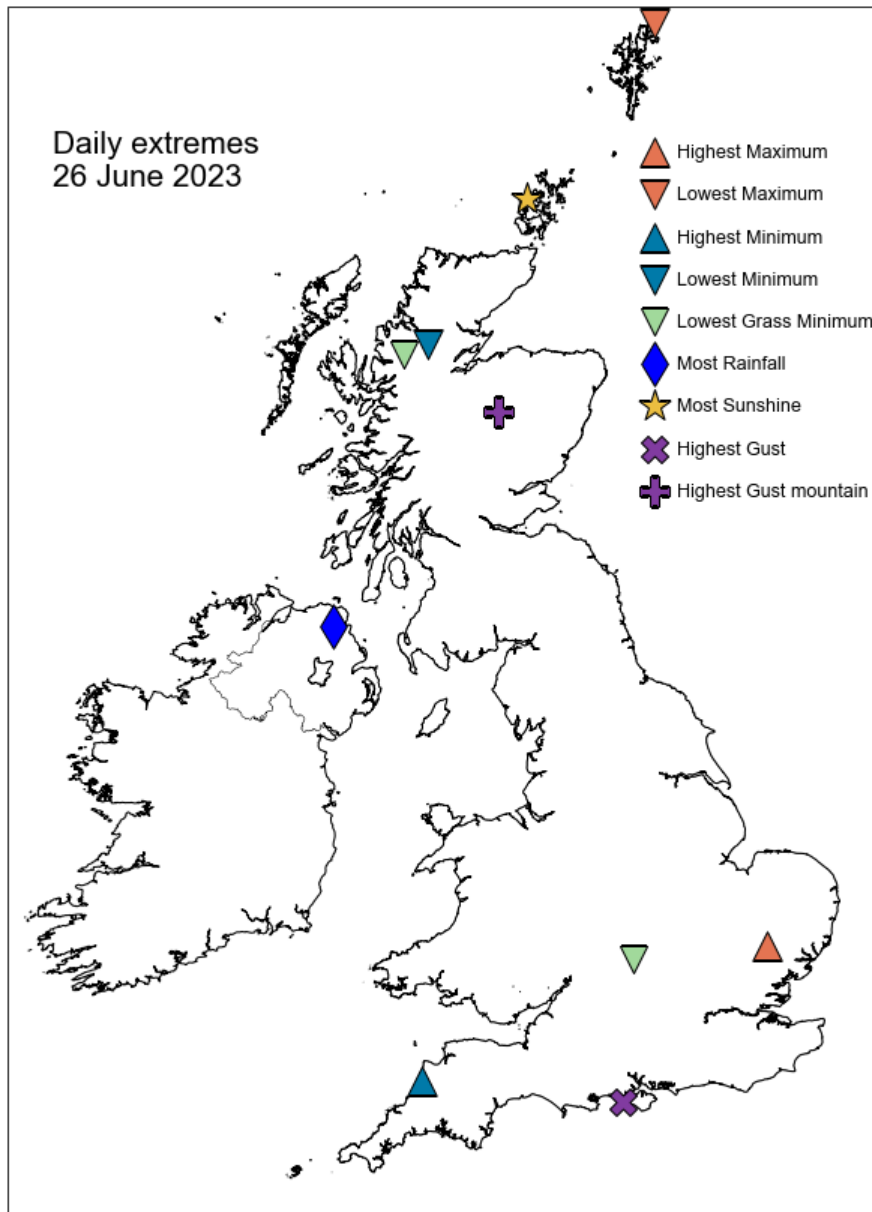 Daily extremes
26 June 2023
Highest Maximum
Lowest Maximum
Highest Minimum
Lowest Minimum
Lowest Grass Minimum
Most Rainfall
Most Sunshine
Highest Gust
Highest Gust mountain